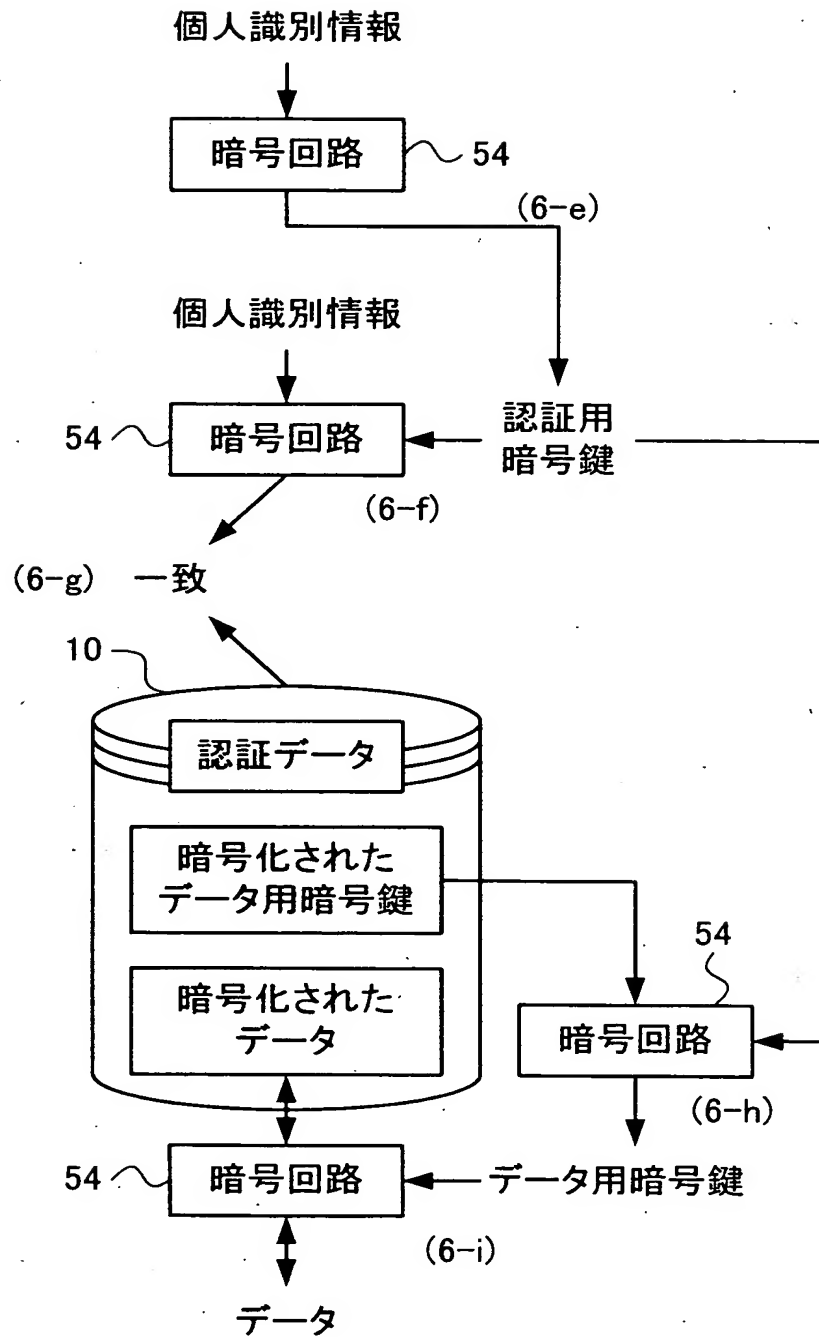 個人識別情報
暗号回路
54
(6-e)
個人識別情報
54
暗号回路
認証用
暗号鍵
(6-f)
(6-g)
一致
10
認証データ
暗号化された
データ用暗号鍵
54
暗号化された
データ
暗号回路
(6-h)
54
暗号回路
データ用暗号鍵
(6-i)
データ